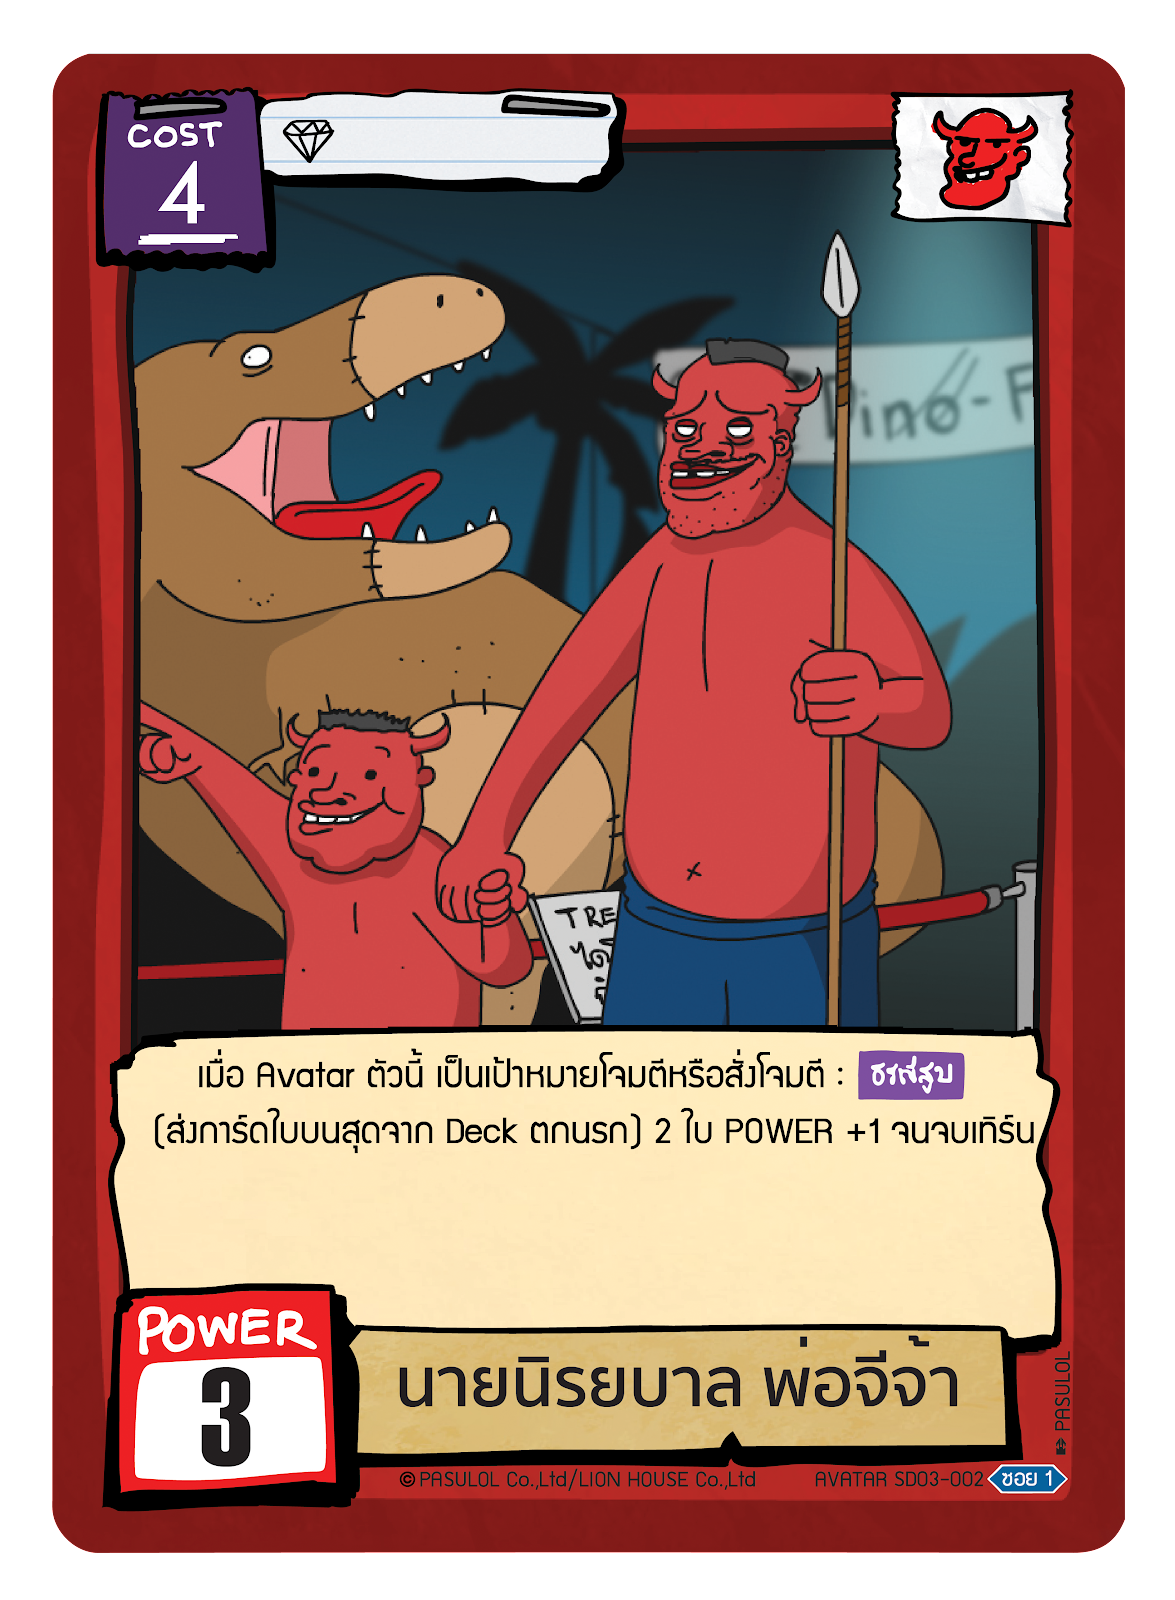 COST
4
Dino-F
TRE
เมื่อ Avatar ตัวนี้ เป็นเป้าหมายโจมตีหรือสั่งโจมตี : ธรณีสูบ
(ส่งการ์ดใบบนสุดจาก Deck ตกนรก) 2 ใบ POWER +1 จนจบเทิร์น
POWER
3
นายนิรยบาล พ่อจีจ้า
PASULOL
© PASULOL Co.,Ltd/LION HOUSE Co.,Ltd
AVATAR SD03-002 ซอย 1